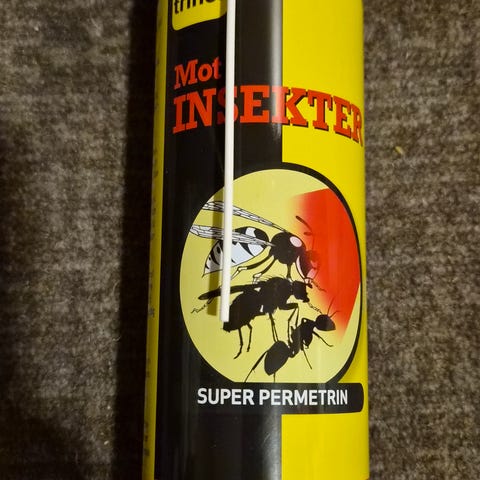 Mot
INSEKTER
SUPER PERMETRIN